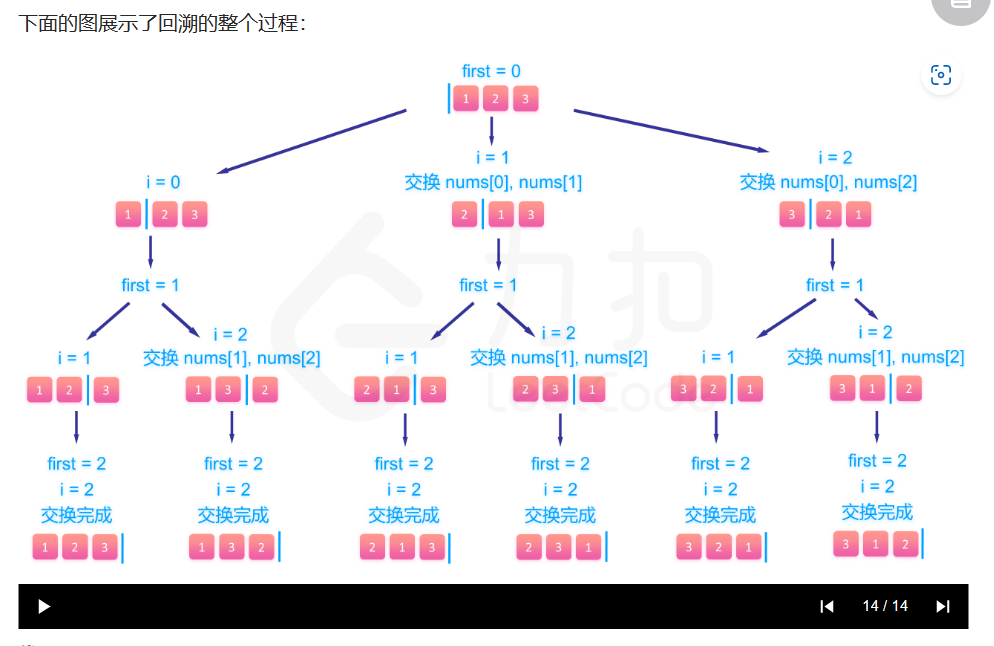 下面的图展示了回溯的整个过程：
first = 0
1 2 3
i = 0
i = 1
交换 nums[0], nums[1]
i = 2
交换 nums[0], nums[2]
1 2 3
2 1 3
3 2 1
first = 1
first = 1
first = 1
i = 1
i = 2
交换 nums[1], nums[2]
i = 1
i = 2
交换 nums[1], nums[2]
i = 1
i = 2
交换 nums[1], nums[2]
1 2 3
1 3 2
2 1 3
2 3 1
3 2 1
3 1 2
first = 2
i = 2
交换完成
1 2 3
first = 2
i = 2
交换完成
1 3 2
first = 2
i = 2
交换完成
2 1 3
first = 2
i = 2
交换完成
2 3 1
first = 2
i = 2
交换完成
3 2 1
first = 2
i = 2
交换完成
3 1 2
力扣
LeetCode
14 / 14